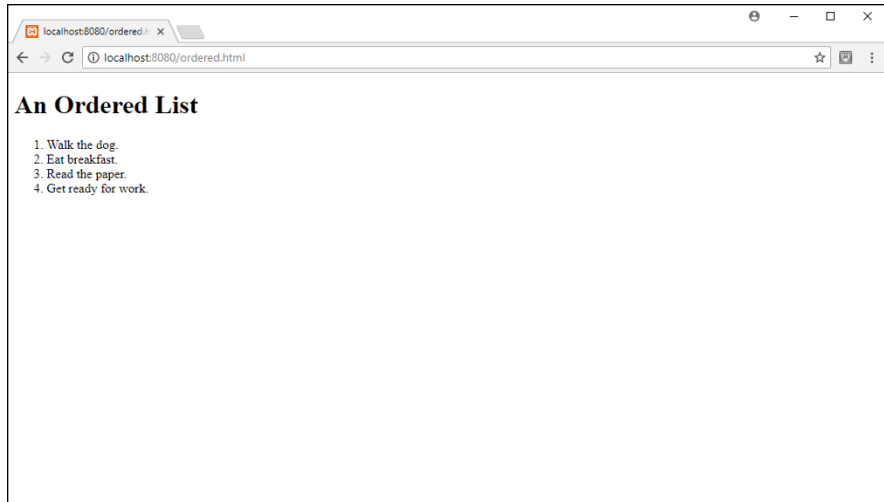 localhost:8080/ordered.h
localhost:8080/ordered.html
An Ordered List
1. Walk the dog.
2. Eat breakfast.
3. Read the paper.
4. Get ready for work.